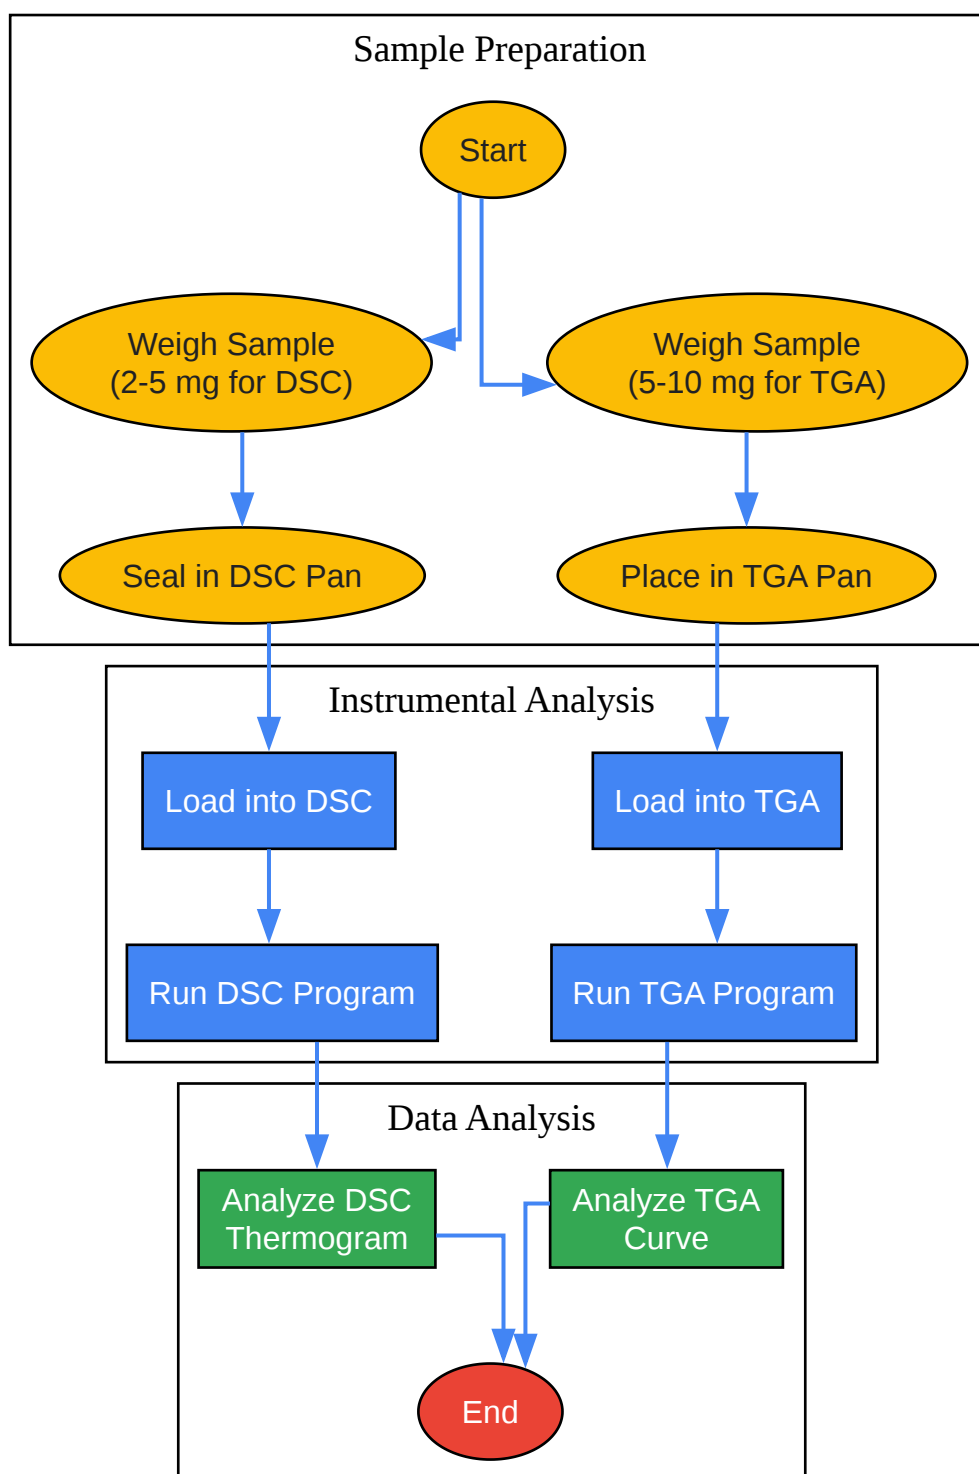 Sample Preparation
Start
Weigh Sample
(2-5 mg for DSC)
Weigh Sample
(5-10 mg for TGA)
Seal in DSC Pan
Place in TGA Pan
Instrumental Analysis
Load into DSC
Load into TGA
Run DSC Program
Run TGA Program
Data Analysis
Analyze DSC
Thermogram
Analyze TGA
Curve
End